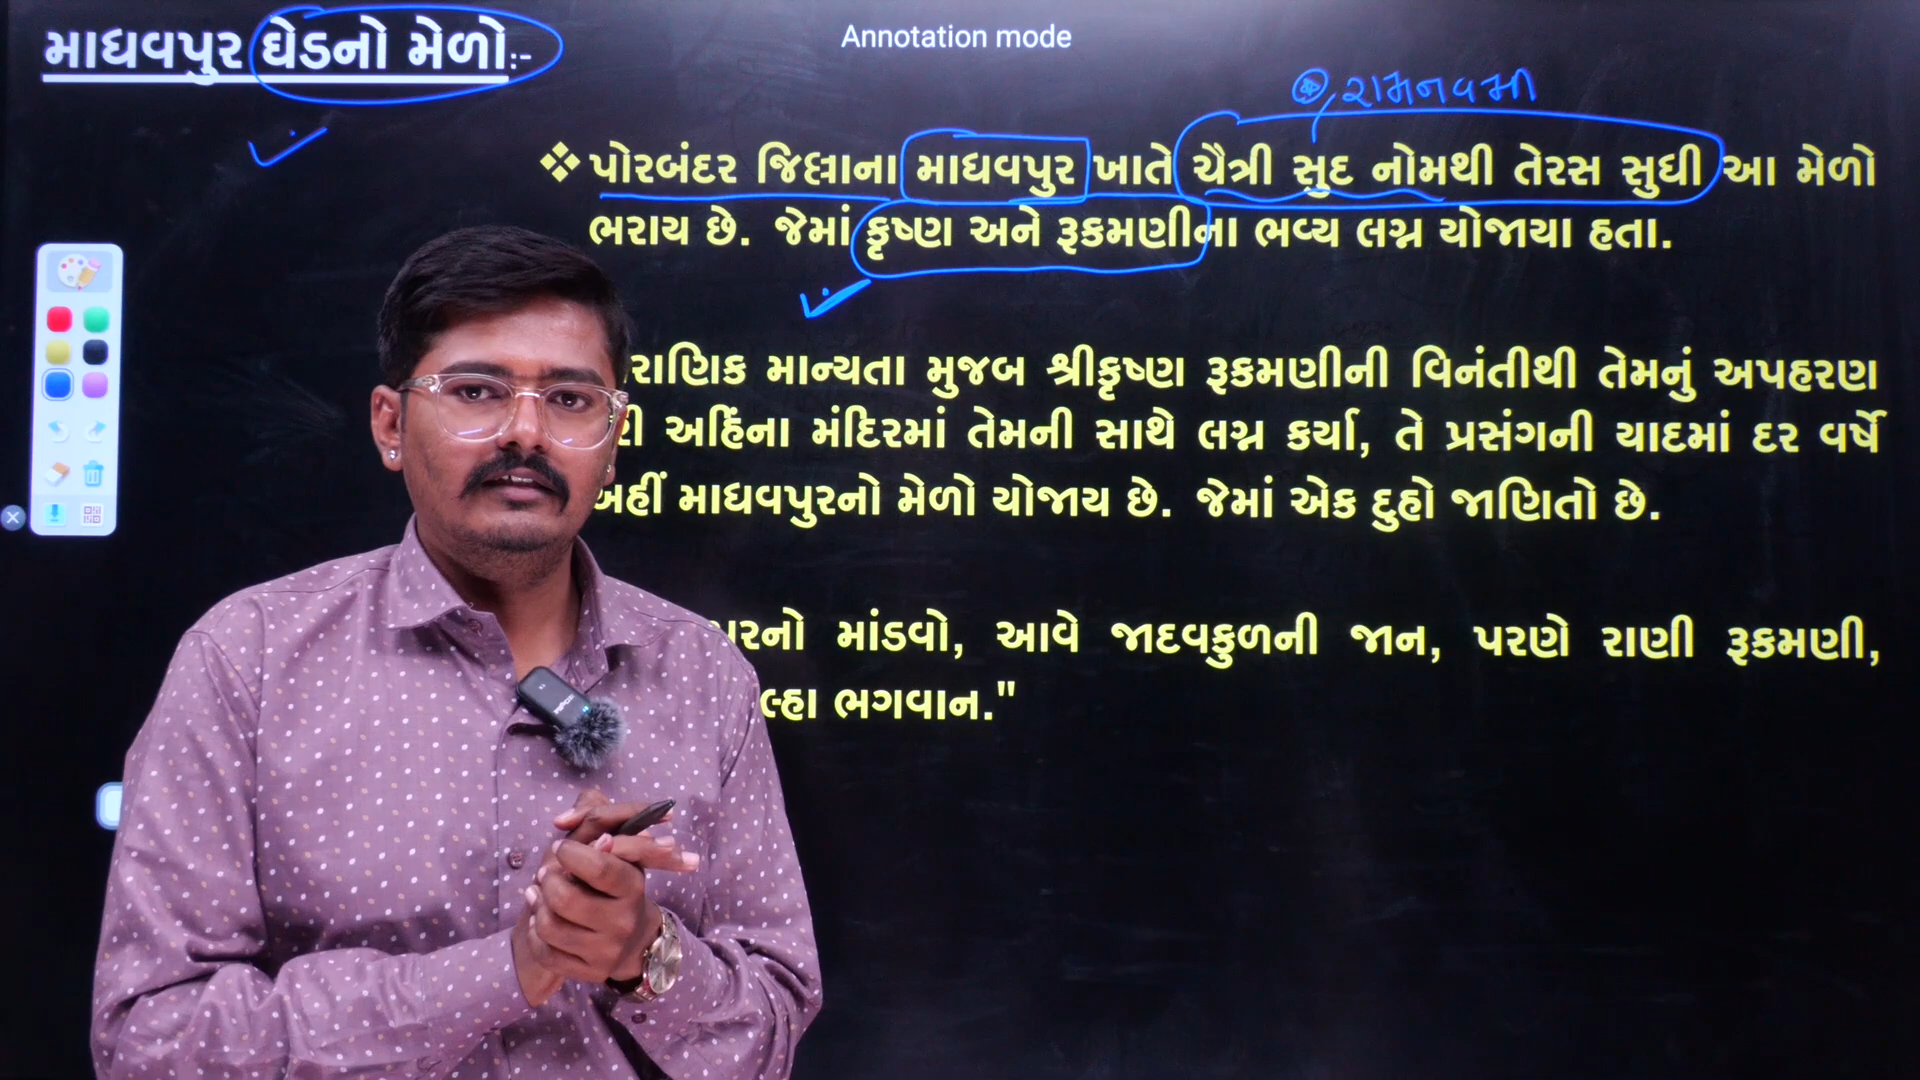 Annotation mode
માધવપુર ઘેડનો મેળો:-
રામનવમી
❖પોરબંદર જિલ્લાના માધવપુર ખાતે ચૈત્રી સુદ નોમથી તેરસ સુધી આ મેળો
ભરાય છે. જેમાં કૃષ્ણ અને રૂકમણીના ભવ્ય લગ્ન યોજાયા હતા.
રાણિક માન્યતા મુજબ શ્રીકૃષ્ણ રૂકમણીની વિનંતીથી તેમનું અપહરણ
રી અહિંના મંદિરમાં તેમની સાથે લગ્ન કર્યા, તે પ્રસંગની યાદમાં દર વર્ષે
અહીં માધવપુરનો મેળો યોજાય છે. જેમાં એક દુહો જાણિતો છે.
પરનો માંડવો, આવે જાદવકુળની જાન, પરણે રાણી રૂકમણી,
લ્હા ભગવાન."